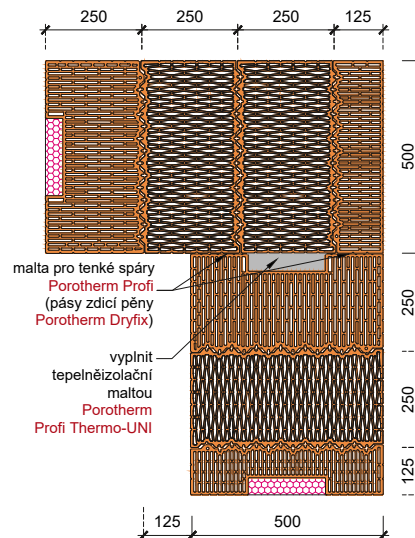 250 250 250 125
500
malta pro tenké spáry
Porotherm Profi
(pásy zdicí pěny
Porotherm Dryfix)
250
vyplnit
tepelněizolační
maltou
Porotherm
Profi Thermo-UNI
250
125
125 500